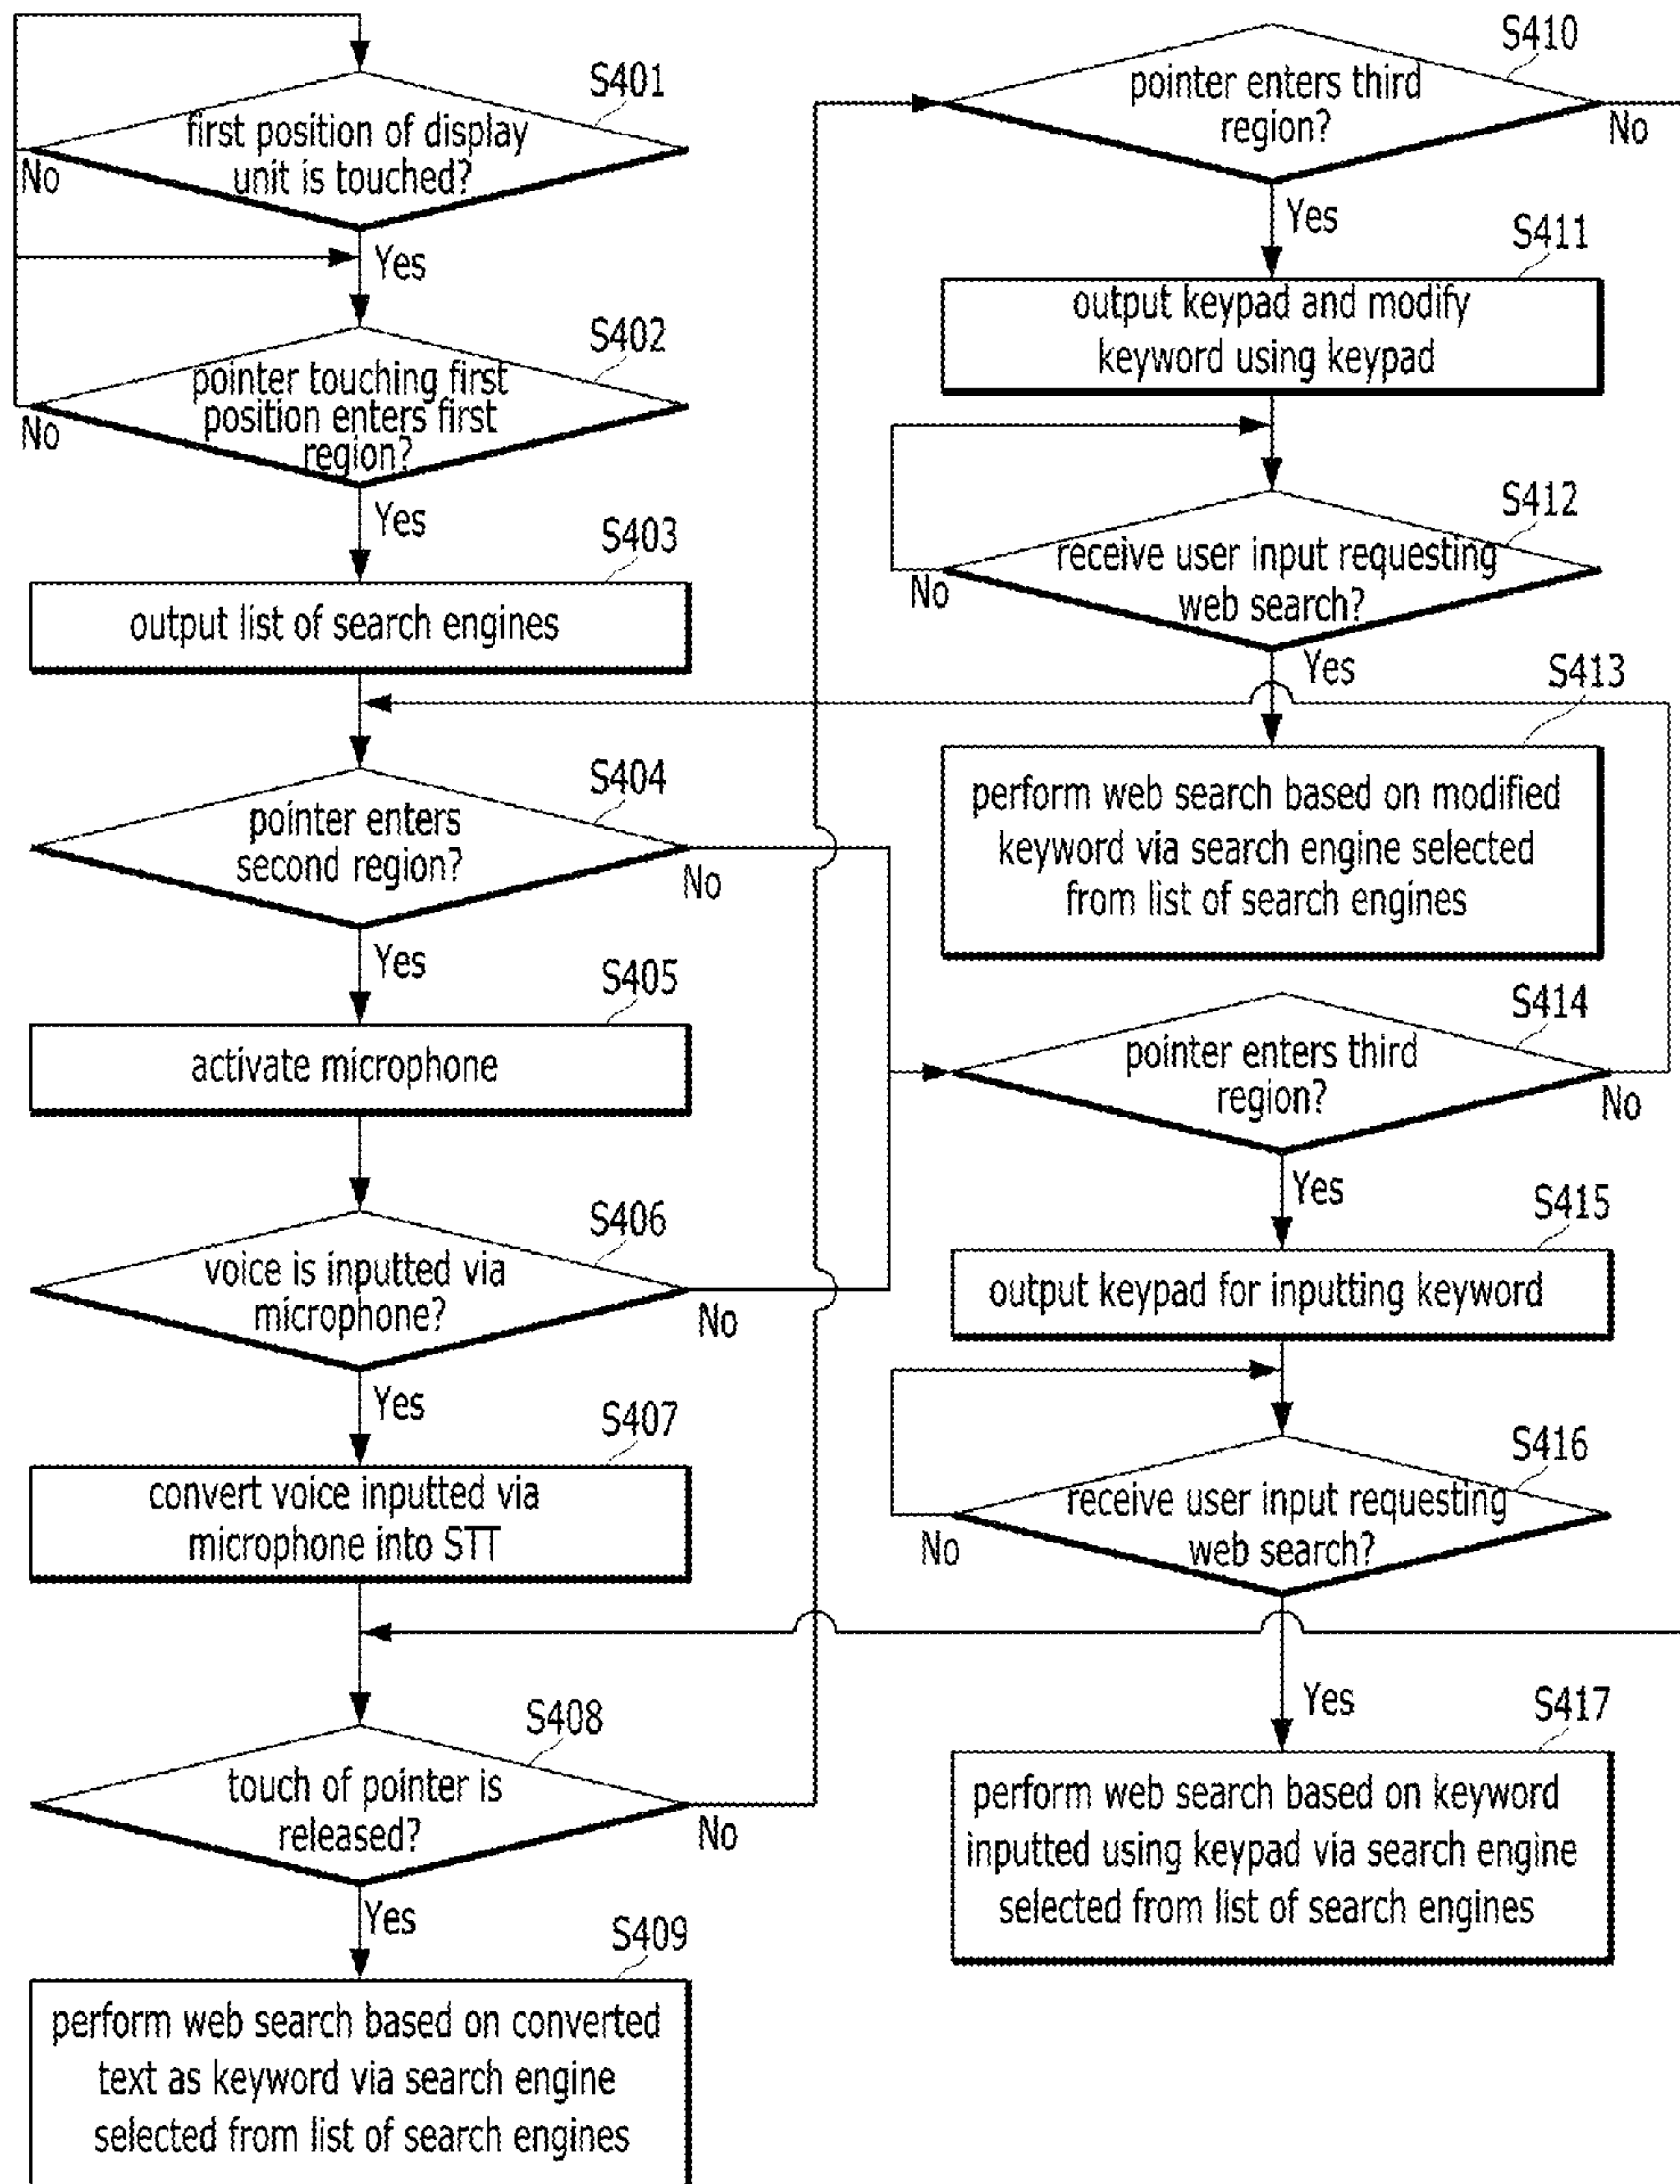 S401
first position of display
unit is touched?
No
Yes
S402
pointer touching first
position enters first
region?
No
Yes
S403
output list of search engines
S404
pointer enters
second region?
No
Yes
S405
activate microphone
S406
voice is inputted via
microphone?
No
Yes
S407
convert voice inputted via
microphone into STT
S408
touch of pointer is
released?
No
Yes
S409
perform web search based on converted
text as keyword via search engine
selected from list of search engines
S410
pointer enters third
region?
No
Yes
S411
output keypad and modify
keyword using keypad
S412
receive user input requesting
web search?
No
Yes
S413
perform web search based on modified
keyword via search engine selected
from list of search engines
S414
pointer enters third
region?
No
Yes
S415
output keypad for inputting keyword
S416
receive user input requesting
web search?
No
Yes
S417
perform web search based on keyword
inputted using keypad via search engine
selected from list of search engines